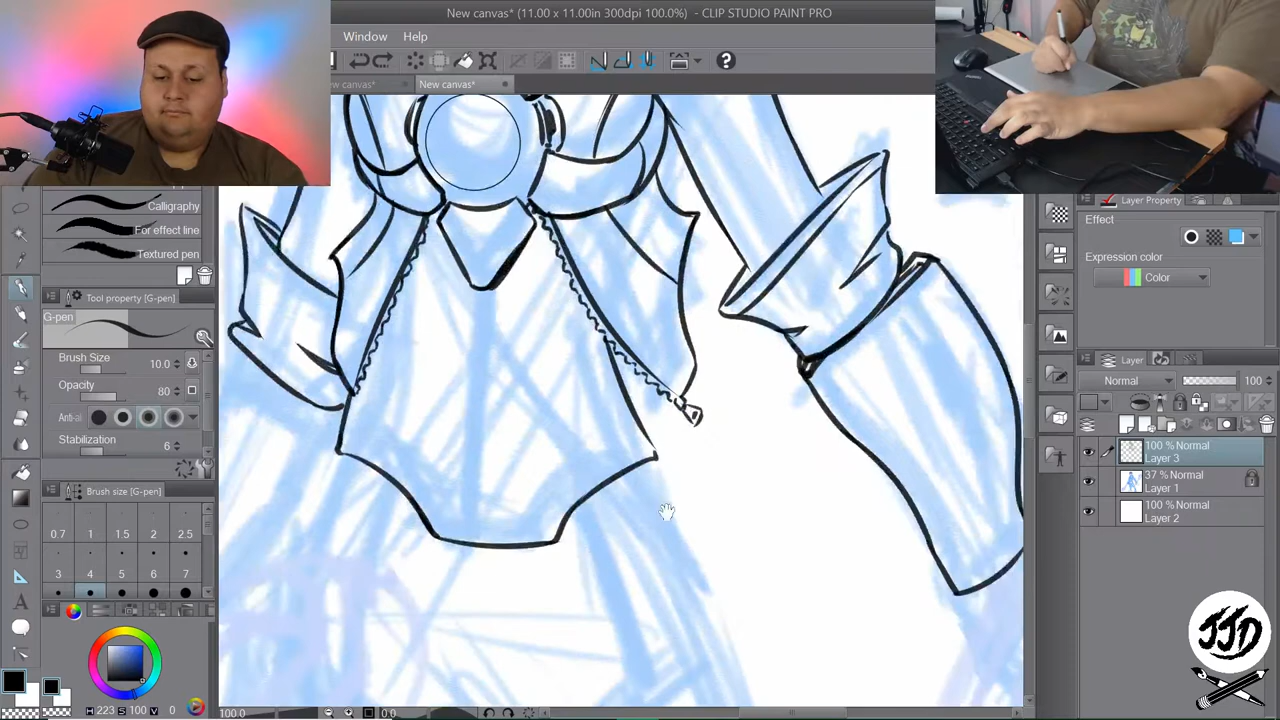 New canvas* (11.00 x 11.00in 300dpi 100.0%) - CLIP STUDIO PAINT PRO
Window Help
canvas* New canvas*
Calligraphy
For effect line
Textured pen
Tool property [G-pen]
G-pen
Brush Size 10.0
Opacity 80
Anti-al
Stabilization 6
Brush size [G-pen]
0.7 1 1.5 2 2.5
3 4 5 6 7
H 223 S 100 V 0
100.0 0.0
Layer Property
Effect
Expression color
Color
Layer
Normal 100
100 % Normal
Layer 3
37 % Normal
Layer 1
100 % Normal
Layer 2
JJD